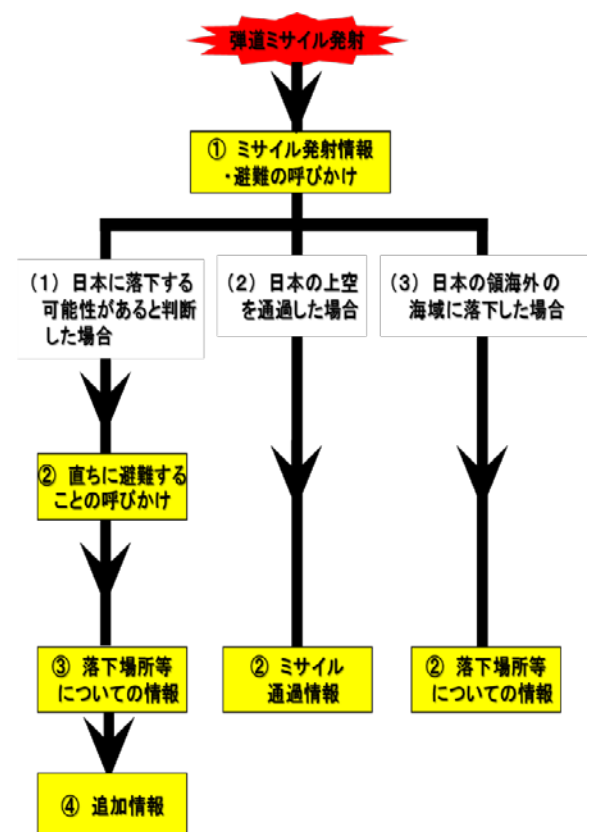 弾道ミサイル発射
① ミサイル発射情報
・避難の呼びかけ
(1) 日本に落下する
可能性があると判断
した場合
(2) 日本の上空
を通過した場合
(3) 日本の領海外の
海域に落下した場合
② 直ちに避難する
ことの呼びかけ
③ 落下場所等
についての情報
② ミサイル
通過情報
② 落下場所等
についての情報
④ 追加情報